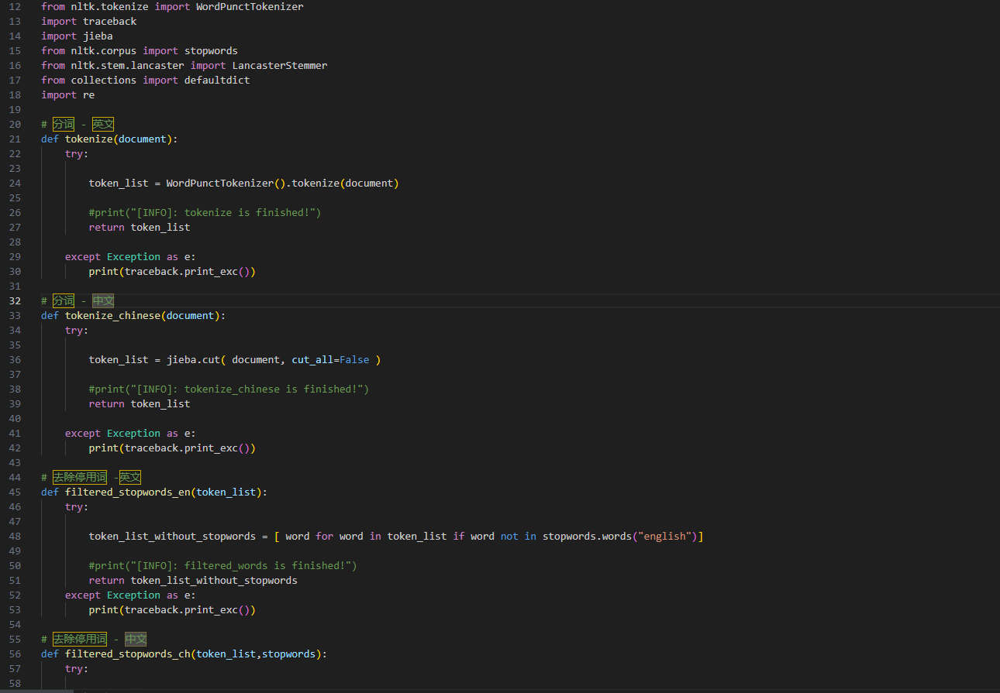 12 from nltk.tokenize import WordPunctTokenizer
13 import traceback
14 import jieba
15 from nltk.corpus import stopwords
16 from nltk.stem.lancaster import LancasterStemmer
17 from collections import defaultdict
18 import re
19
20 # 分词 - 英文
21 def tokenize(document):
22     try:
23
24         token_list = WordPunctTokenizer().tokenize(document)
25
26         #print("[INFO]: tokenize is finished!")
27         return token_list
28
29     except Exception as e:
30         print(traceback.print_exc())
31
32 # 分词 - 中文
33 def tokenize_chinese(document):
34     try:
35
36         token_list = jieba.cut( document, cut_all=False )
37
38         #print("[INFO]: tokenize_chinese is finished!")
39         return token_list
40
41     except Exception as e:
42         print(traceback.print_exc())
43
44 # 去除停用词 -英文
45 def filtered_stopwords_en(token_list):
46     try:
47
48         token_list_without_stopwords = [ word for word in token_list if word not in stopwords.words("english")]
49
50         #print("[INFO]: filtered_words is finished!")
51         return token_list_without_stopwords
52     except Exception as e:
53         print(traceback.print_exc())
54
55 # 去除停用词 - 中文
56 def filtered_stopwords_ch(token_list,stopwords):
57     try:
58